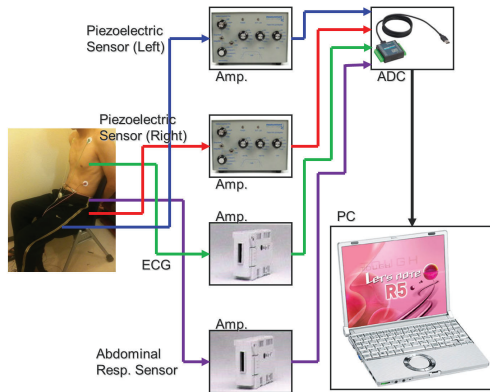 Piezoelectric
Sensor (Left)
Amp.
ADC
Piezoelectric
Sensor (Right)
Amp.
Amp.
PC
ECG
TOUGH
Let's note
R5
Amp.
Abdominal
Resp. Sensor